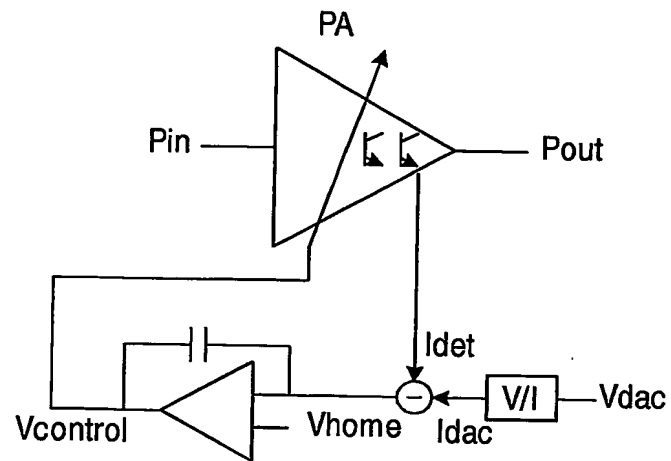 PA
Pin
Pout
Idet
V/I
Vdac
Vcontrol
Vhome
Idac